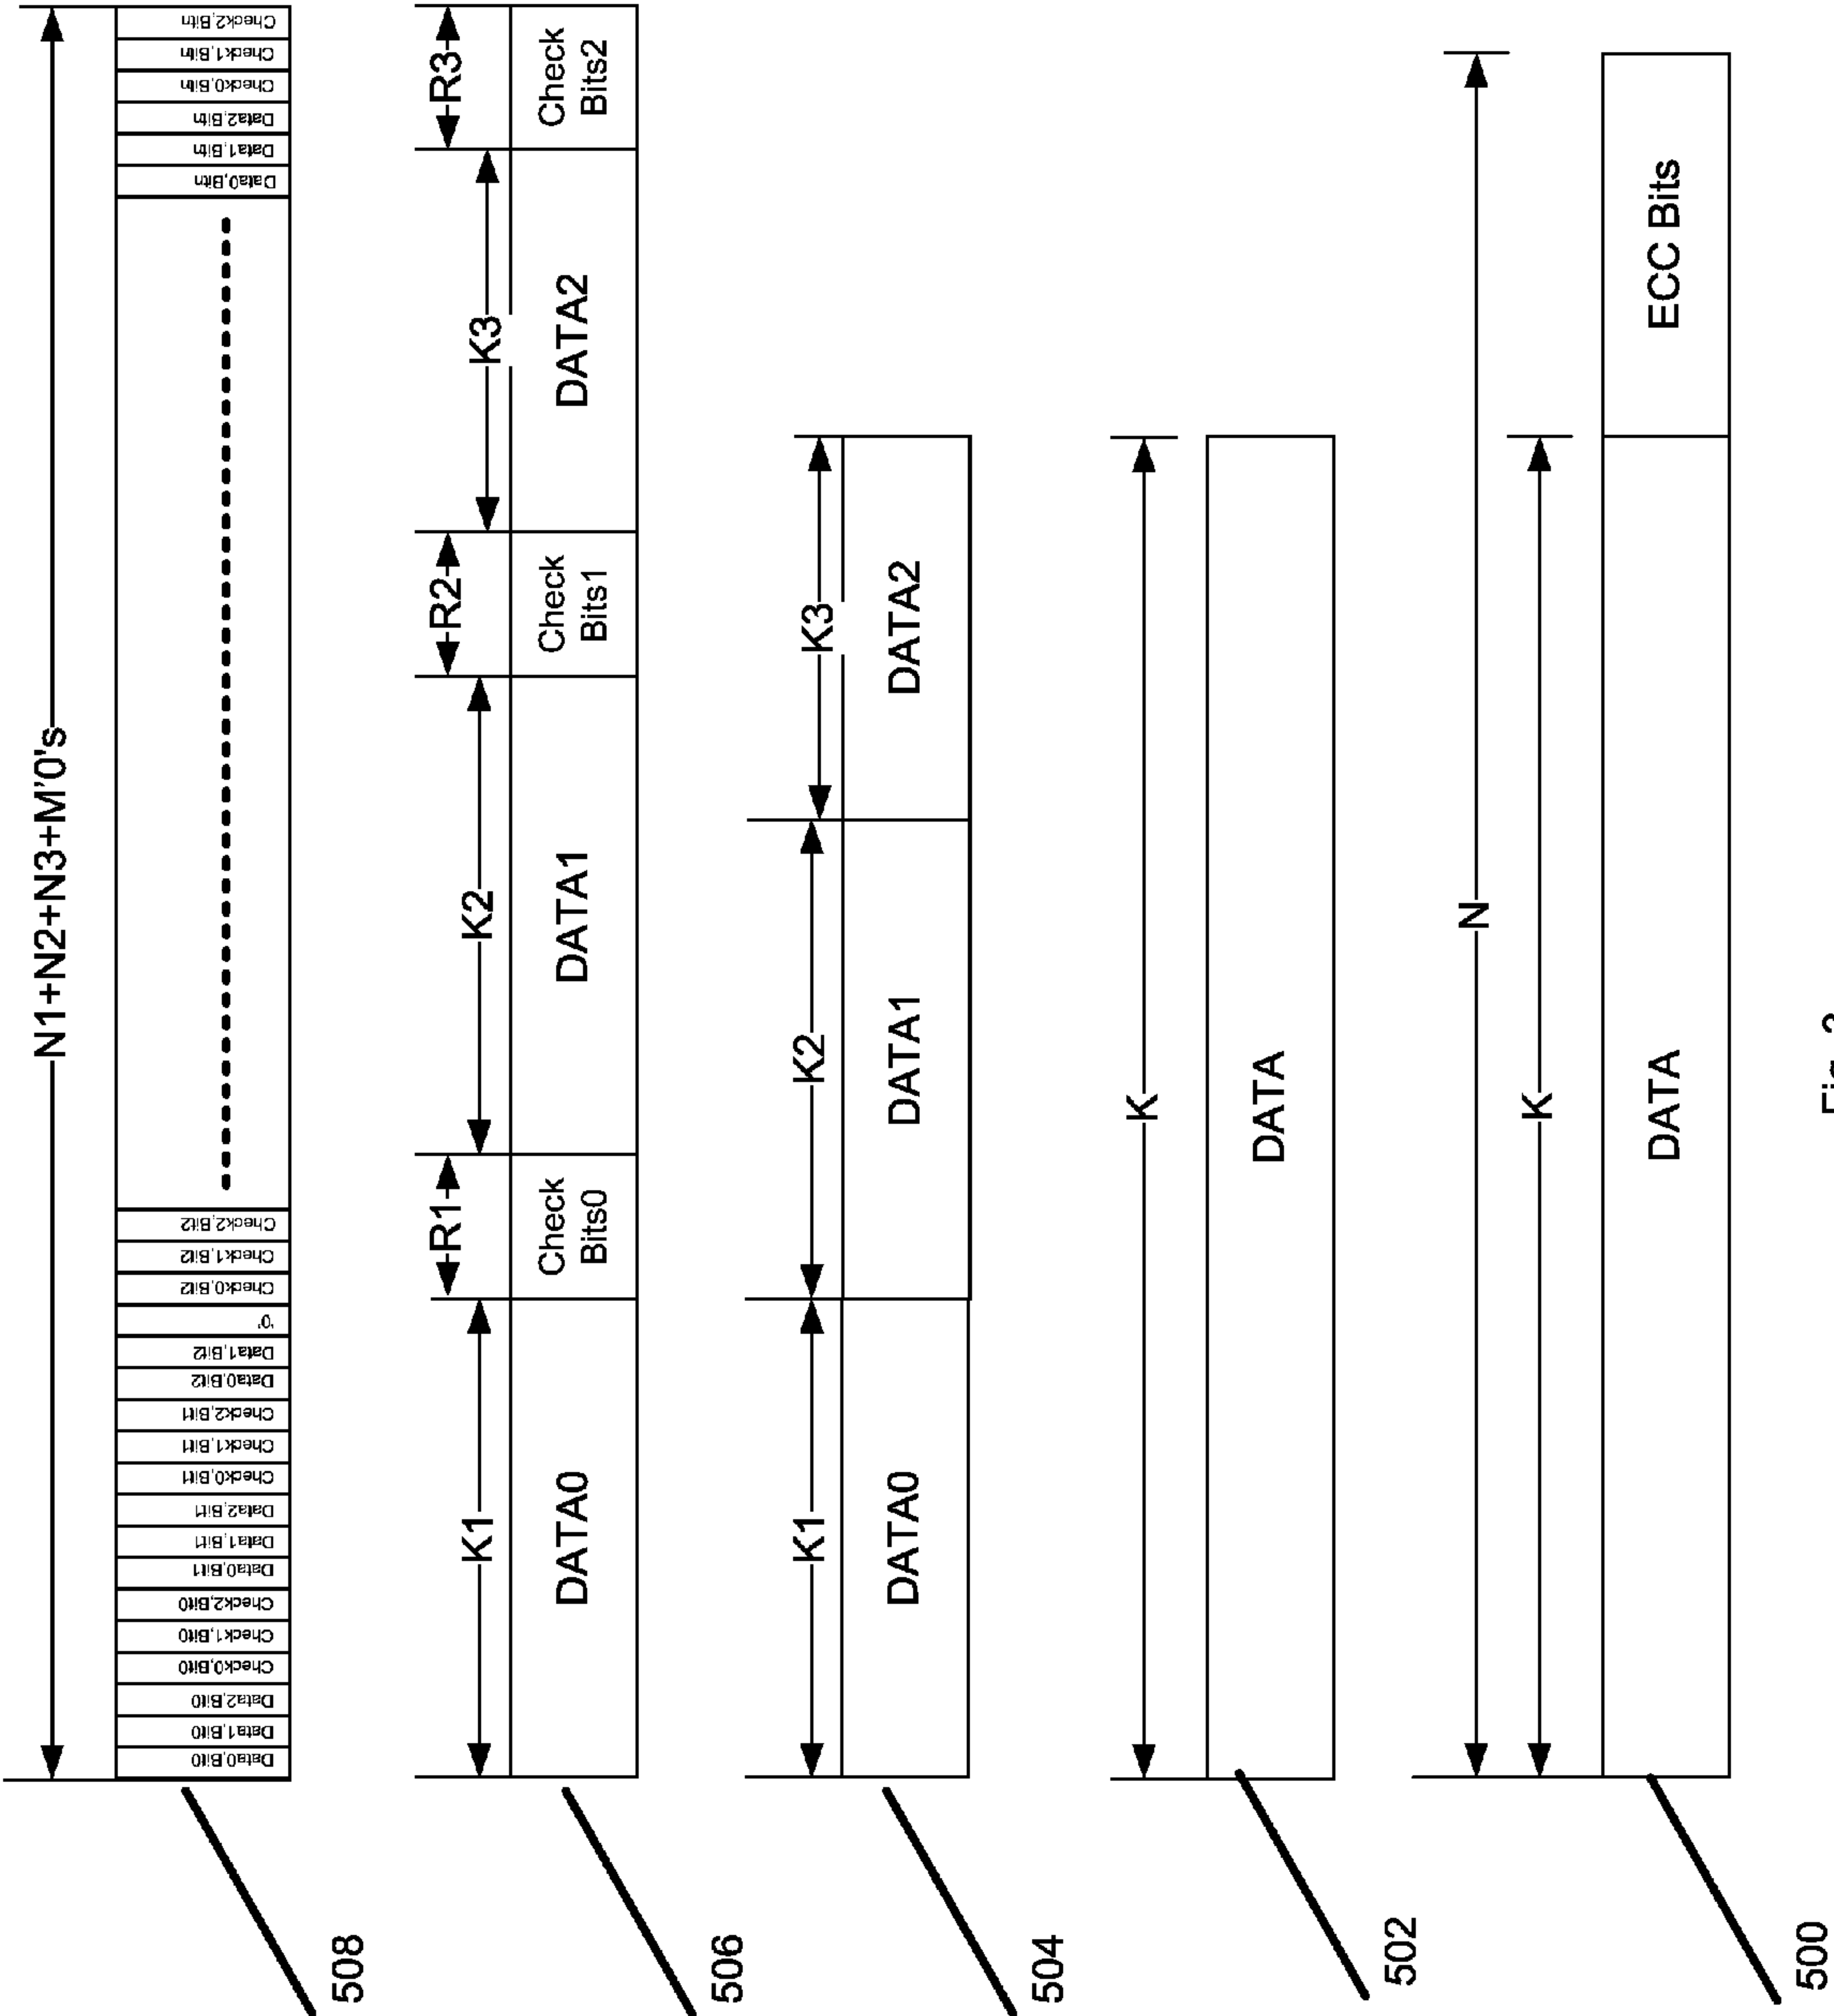 N1+N2+N3+M'0's
Data0,Bit0
Data1,Bit0
Data2,Bit0
Check0,Bit0
Check1,Bit0
Check2,Bit0
Data0,Bit1
Data1,Bit1
Data2,Bit1
Check0,Bit1
Check1,Bit1
Check2,Bit1
Data0,Bit2
Data1,Bit2
'0'
Check0,Bit2
Check1,Bit2
Check2,Bit2
Data0,Bitn
Data1,Bitn
Data2,Bitn
Check0,Bitn
Check1,Bitn
Check2,Bitn
508
K1
R1
K2
R2
K3
R3
DATA0
Check
Bits0
DATA1
Check
Bits1
DATA2
Check
Bits2
506
K1
K2
K3
DATA0
DATA1
DATA2
504
K
DATA
502
N
K
DATA
ECC Bits
500